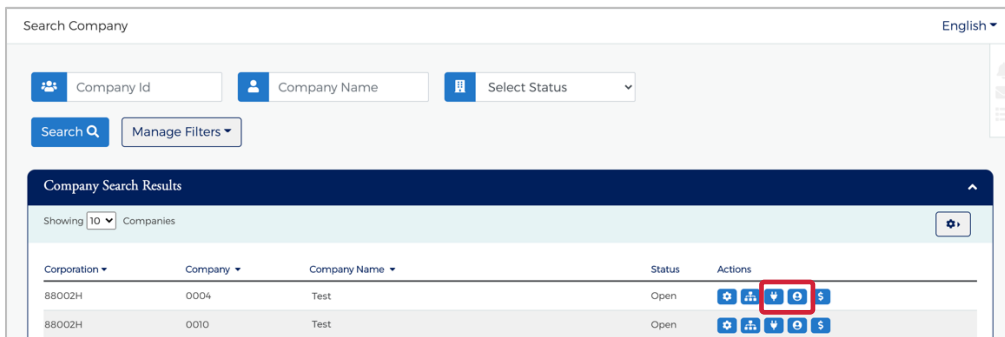 Search Company English
Company Id Company Name Select Status
Search Manage Filters
Company Search Results
Showing 10 Companies
Corporation Company Company Name Status Actions
88002H 0004 Test Open
88002H 0010 Test Open